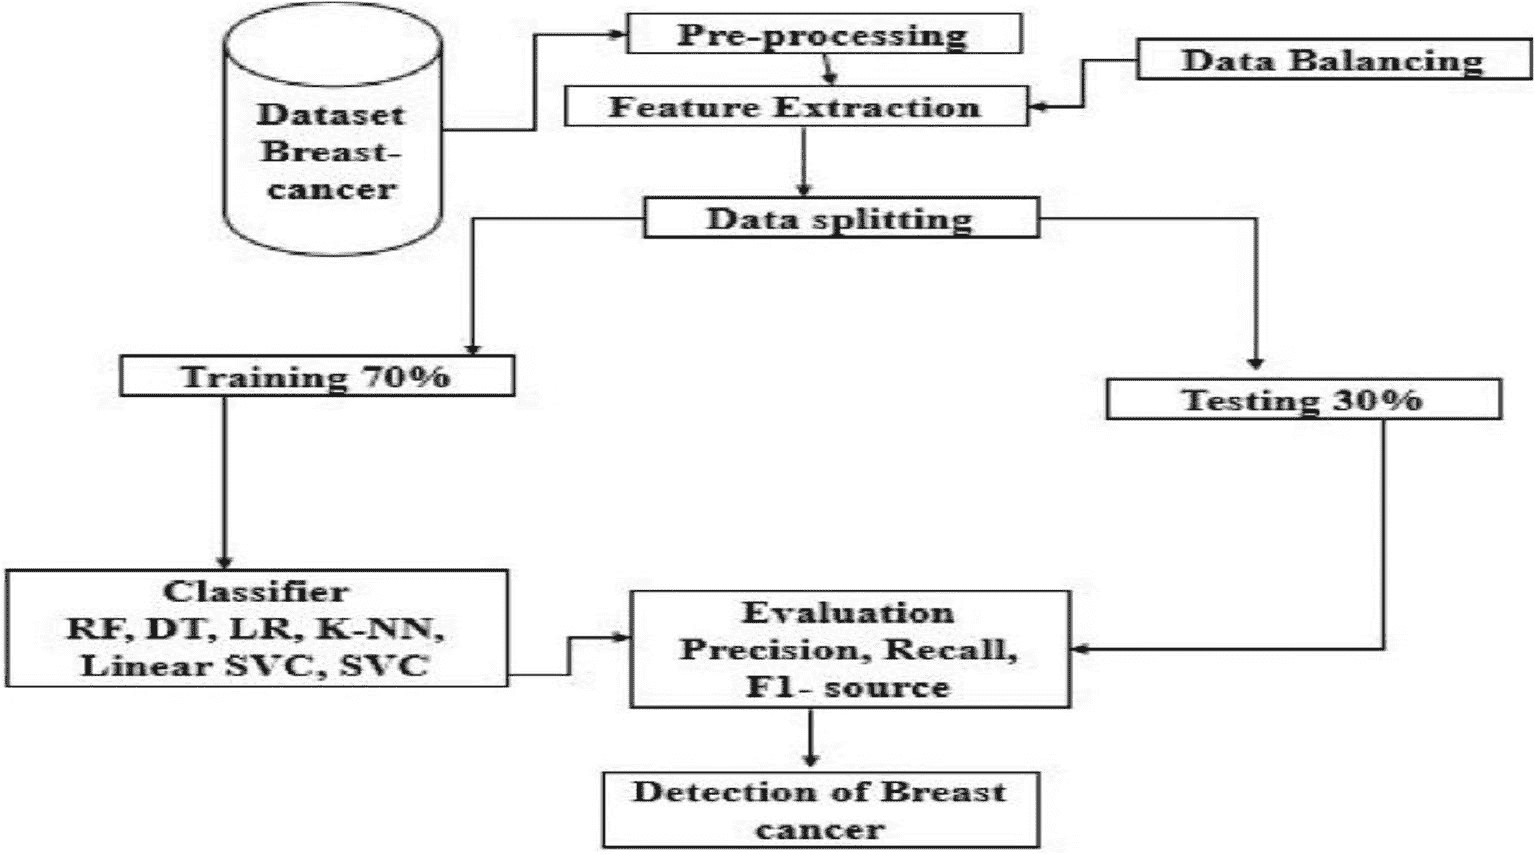 Dataset
Breast-
cancer
Pre-processing
Data Balancing
Feature Extraction
Data splitting
Training 70%
Testing 30%
Classifier
RF, DT, LR, K-NN,
Linear SVC, SVC
Evaluation
Precision, Recall,
F1- source
Detection of Breast
cancer